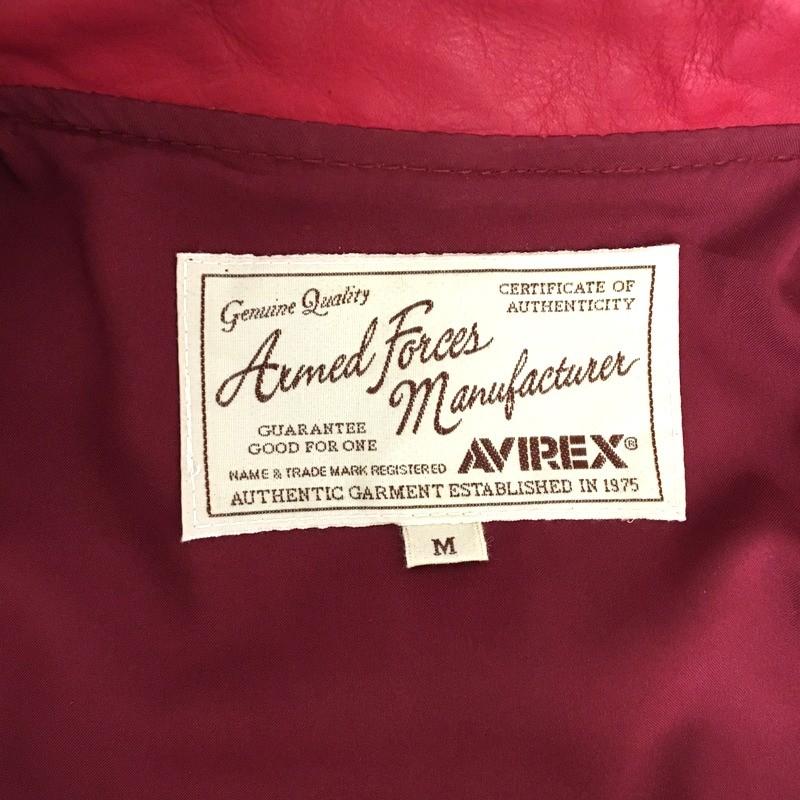 Genuine Quality
CERTIFICATE OF
AUTHENTICITY
Armed Forces
Manufacturer
GUARANTEE
GOOD FOR ONE
NAME & TRADE MARK REGISTERED
AVIREX®
AUTHENTIC GARMENT ESTABLISHED IN 1975
M